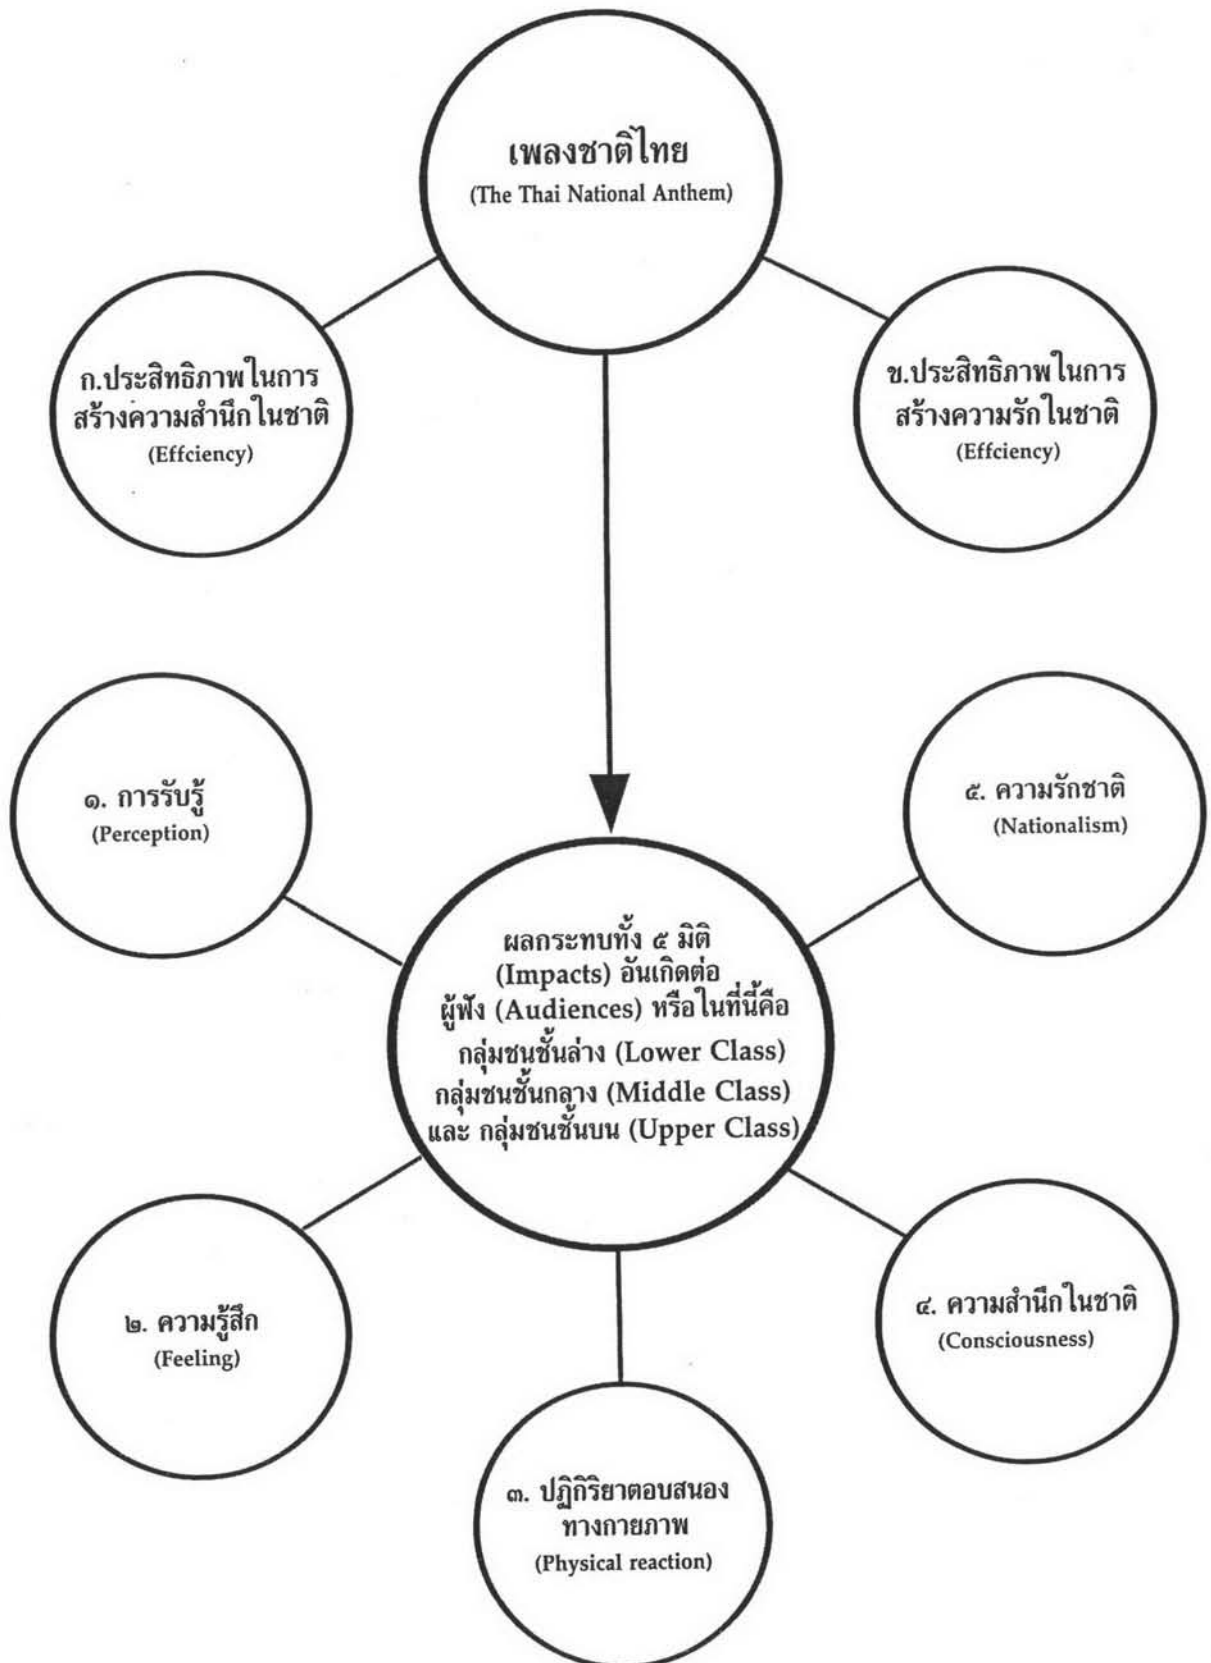 เพลงชาติไทย
(The Thai National Anthem)
ก.ประสิทธิภาพในการ
สร้างความสำนึกในชาติ
(Effciency)
ข.ประสิทธิภาพในการ
สร้างความรักในชาติ
(Effciency)
๑. การรับรู้
(Perception)
๕. ความรักชาติ
(Nationalism)
ผลกระทบทั้ง ๕ มิติ
(Impacts) อันเกิดต่อ
ผู้ฟัง (Audiences) หรือในที่นี้คือ
กลุ่มชนชั้นล่าง (Lower Class)
กลุ่มชนชั้นกลาง (Middle Class)
และ กลุ่มชนชั้นบน (Upper Class)
๒. ความรู้สึก
(Feeling)
๔. ความสำนึกในชาติ
(Consciousness)
๓. ปฏิกิริยาตอบสนอง
ทางกายภาพ
(Physical reaction)